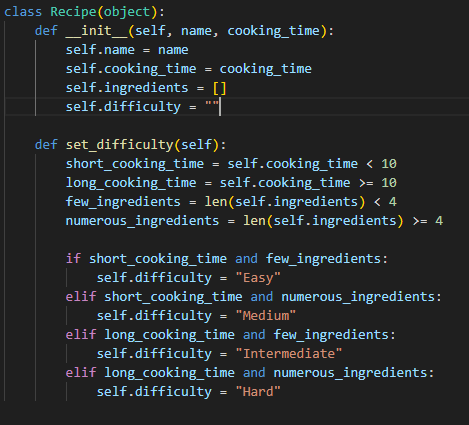 class Recipe(object):
    def __init__(self, name, cooking_time):
        self.name = name
        self.cooking_time = cooking_time
        self.ingredients = []
        self.difficulty = ""

    def set_difficulty(self):
        short_cooking_time = self.cooking_time < 10
        long_cooking_time = self.cooking_time >= 10
        few_ingredients = len(self.ingredients) < 4
        numerous_ingredients = len(self.ingredients) >= 4

        if short_cooking_time and few_ingredients:
            self.difficulty = "Easy"
        elif short_cooking_time and numerous_ingredients:
            self.difficulty = "Medium"
        elif long_cooking_time and few_ingredients:
            self.difficulty = "Intermediate"
        elif long_cooking_time and numerous_ingredients:
            self.difficulty = "Hard"